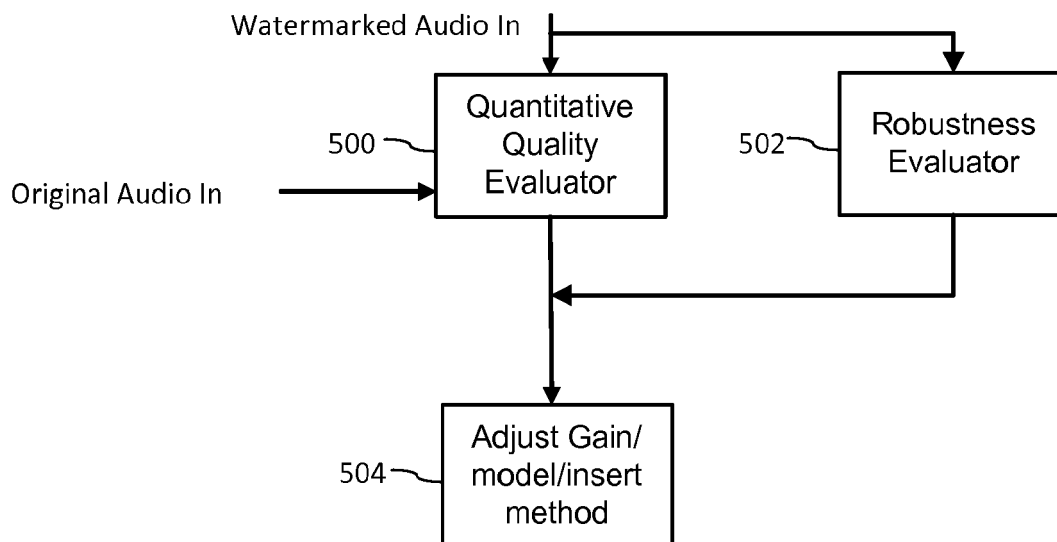 Watermarked Audio In
Quantitative
Quality
Evaluator
500
Robustness
Evaluator
502
Original Audio In
Adjust Gain/
model/insert
method
504